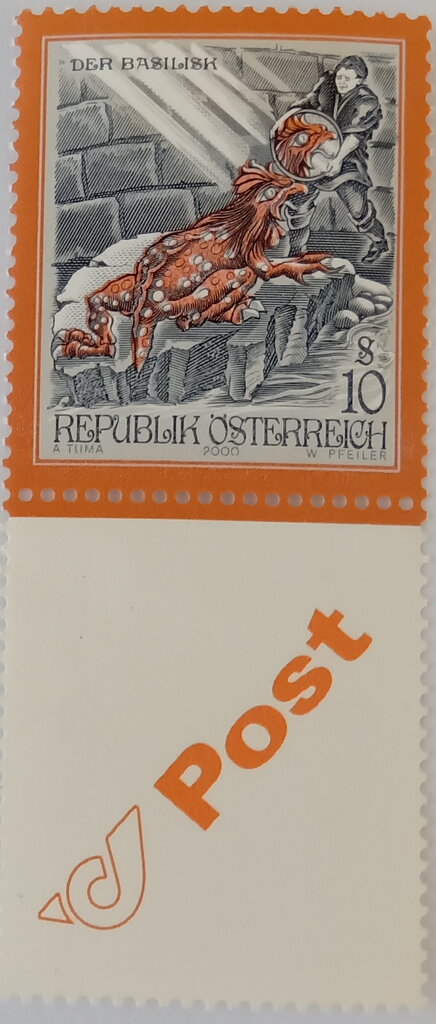 DER BASILISK
S
10
REPUBLIK ÖSTERREICH
A TUMA 2000 W PFEILER
Post